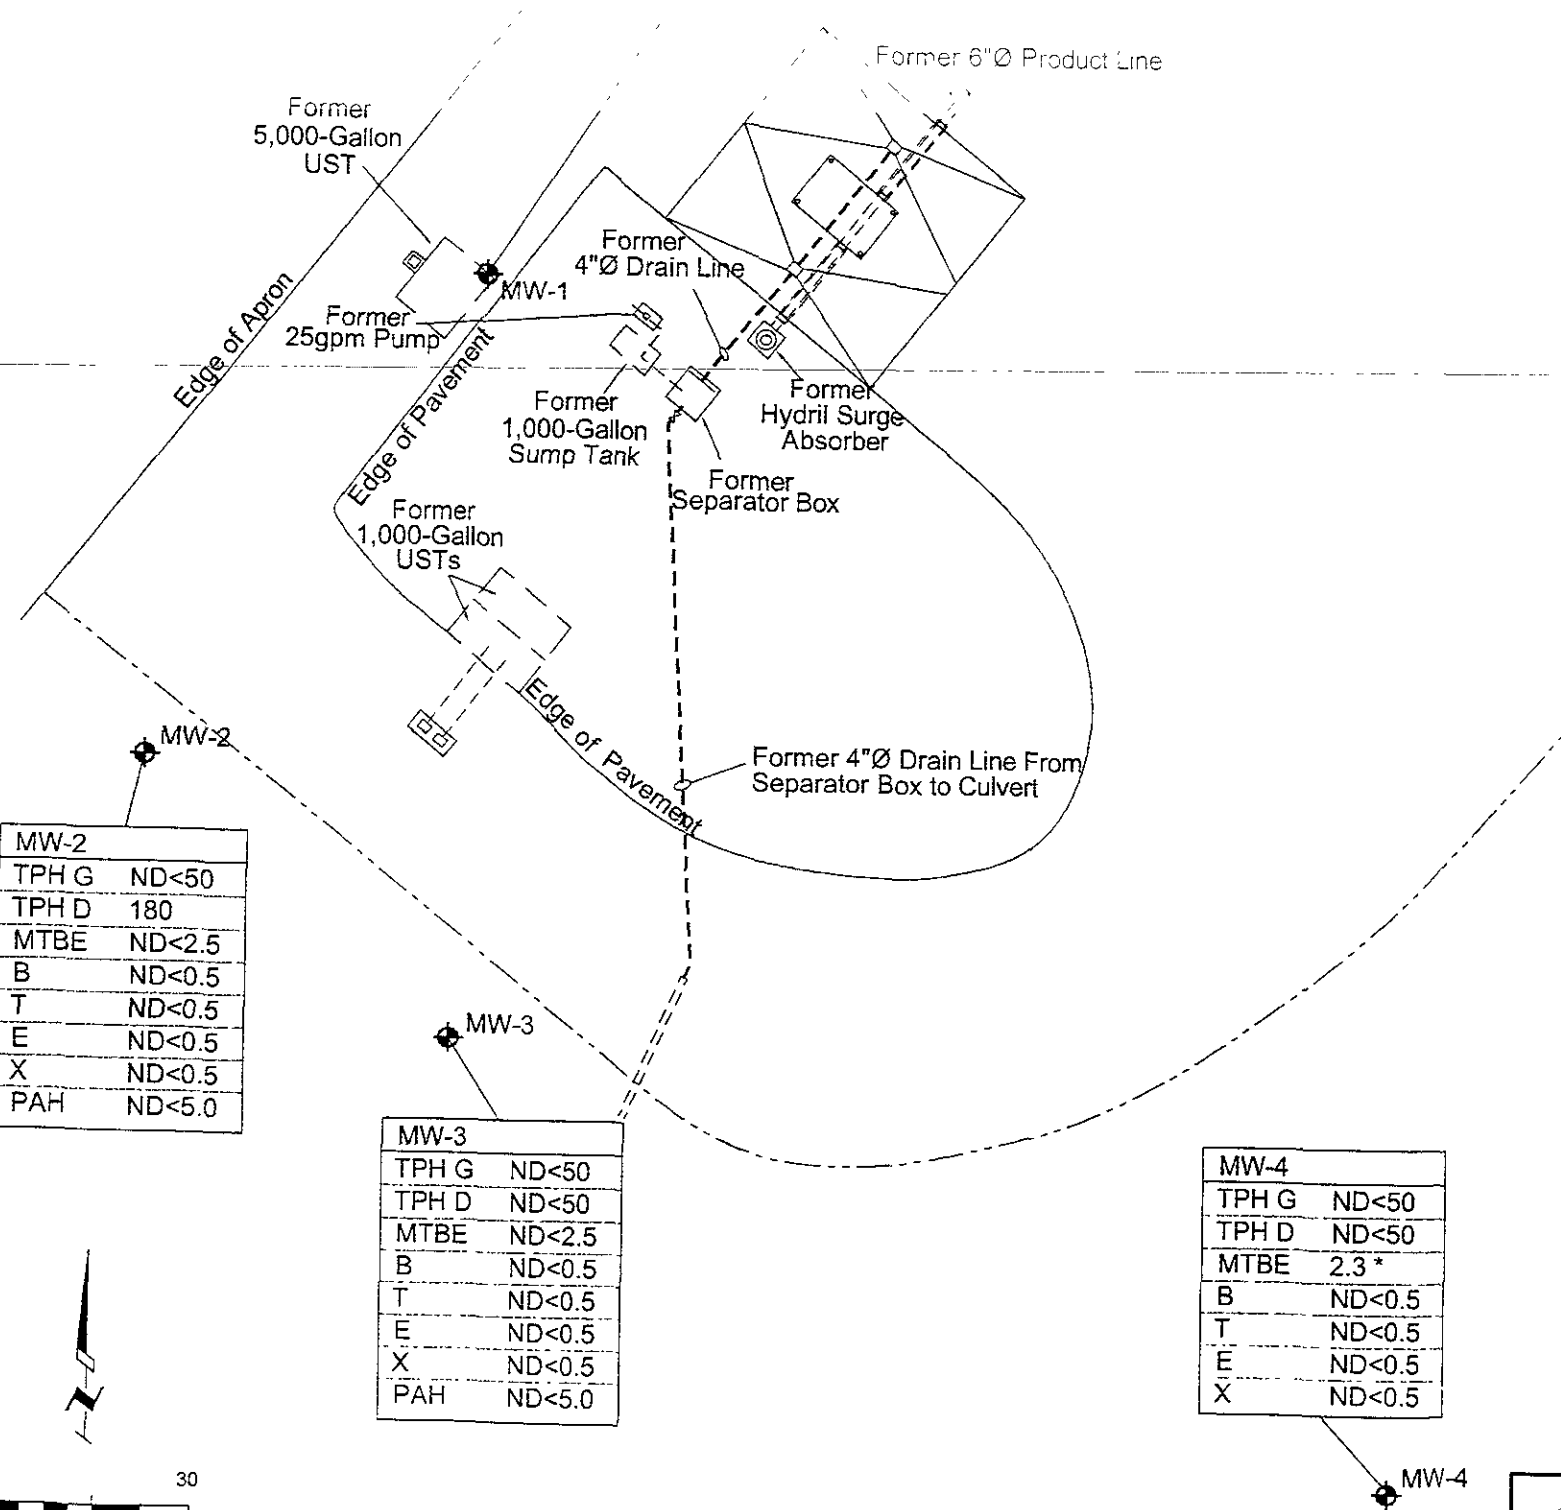 Former 6"Ø Product Line
Former
5,000-Gallon
UST
Former
4"Ø Drain Line
MW-1
Former
25gpm Pump
Edge of Apron
Edge of Pavement
Former
1,000-Gallon
Sump Tank
Former
Hydril Surge
Absorber
Former
Separator Box
Former
1,000-Gallon
USTs
Edge of Pavement
Former 4"Ø Drain Line From
Separator Box to Culvert
MW-2
MW-2
TPH G ND<50
TPH D 180
MTBE ND<2.5
B ND<0.5
T ND<0.5
E ND<0.5
X ND<0.5
PAH ND<5.0
MW-3
MW-3
TPH G ND<50
TPH D ND<50
MTBE ND<2.5
B ND<0.5
T ND<0.5
E ND<0.5
X ND<0.5
PAH ND<5.0
MW-4
TPH G ND<50
TPH D ND<50
MTBE 2.3 *
B ND<0.5
T ND<0.5
E ND<0.5
X ND<0.5
MW-4
Z
30